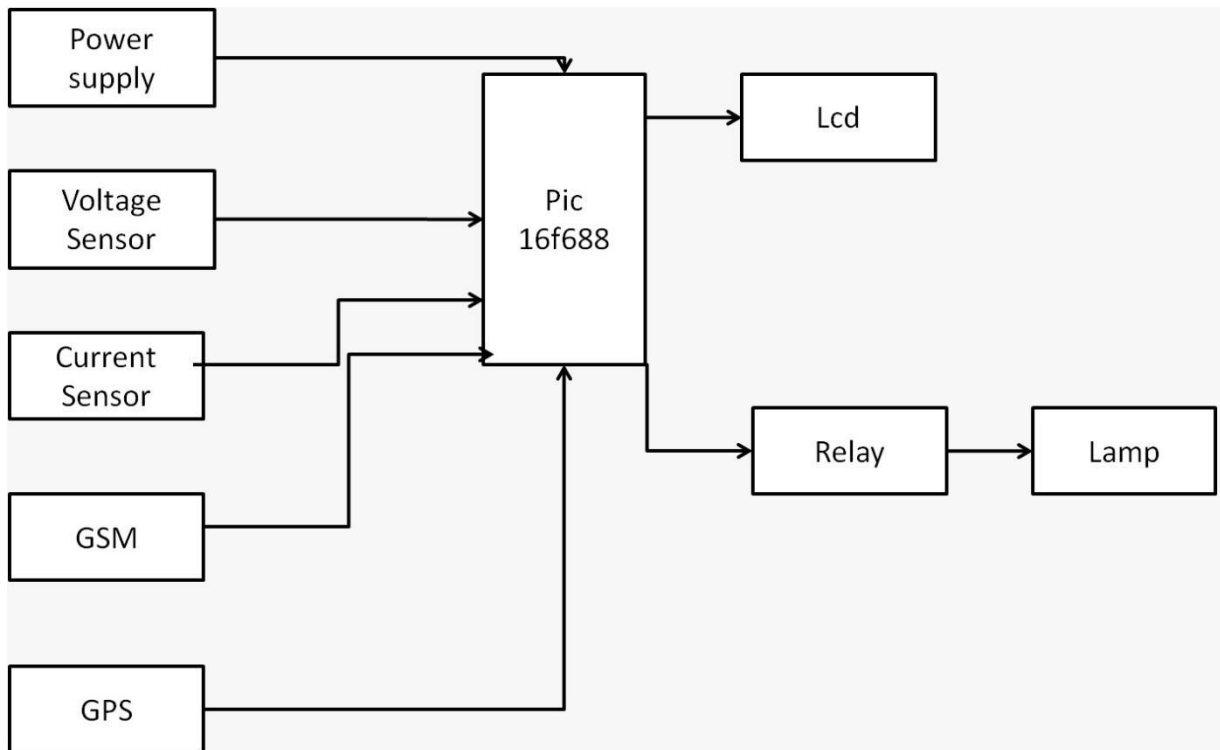 Power
supply
Voltage
Sensor
Current
Sensor
GSM
GPS
Pic
16f688
Lcd
Relay
Lamp